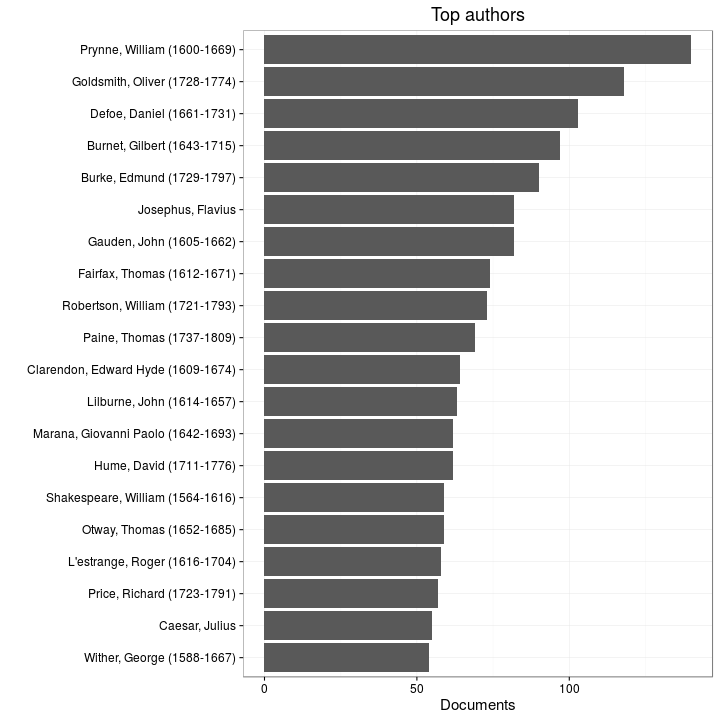 Top authors
Prynne, William (1600-1669)
Goldsmith, Oliver (1728-1774)
Defoe, Daniel (1661-1731)
Burnet, Gilbert (1643-1715)
Burke, Edmund (1729-1797)
Josephus, Flavius
Gauden, John (1605-1662)
Fairfax, Thomas (1612-1671)
Robertson, William (1721-1793)
Paine, Thomas (1737-1809)
Clarendon, Edward Hyde (1609-1674)
Lilburne, John (1614-1657)
Marana, Giovanni Paolo (1642-1693)
Hume, David (1711-1776)
Shakespeare, William (1564-1616)
Otway, Thomas (1652-1685)
L'estrange, Roger (1616-1704)
Price, Richard (1723-1791)
Caesar, Julius
Wither, George (1588-1667)
0 50 100
Documents